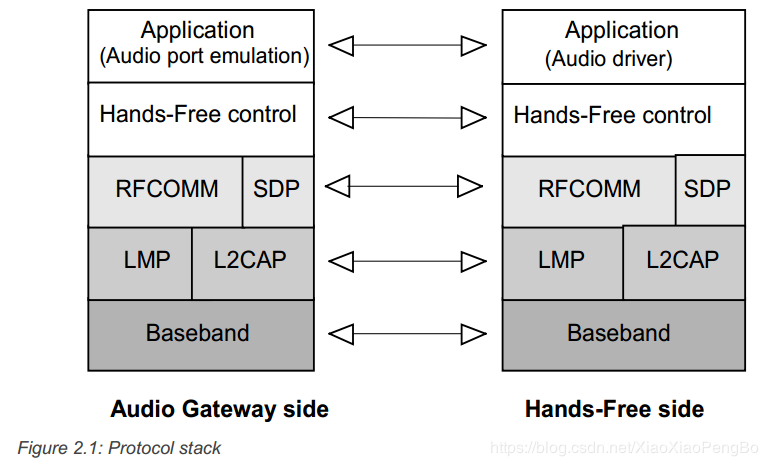 Application
(Audio port emulation)
Application
(Audio driver)
Hands-Free control
Hands-Free control
RFCOMM
SDP
RFCOMM
SDP
LMP
L2CAP
LMP
L2CAP
Baseband
Baseband
Audio Gateway side
Hands-Free side
Figure 2.1: Protocol stack
https://blog.csdn.net/XiaoXiaoPengBo